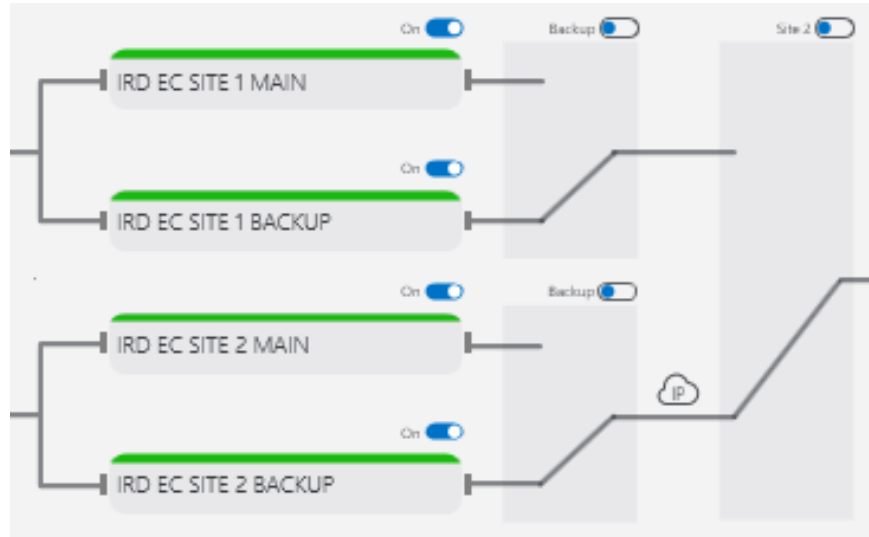 On Backup Site 2
IRD EC SITE 1 MAIN
On
IRD EC SITE 1 BACKUP
On Backup
IRD EC SITE 2 MAIN
IP
On
IRD EC SITE 2 BACKUP